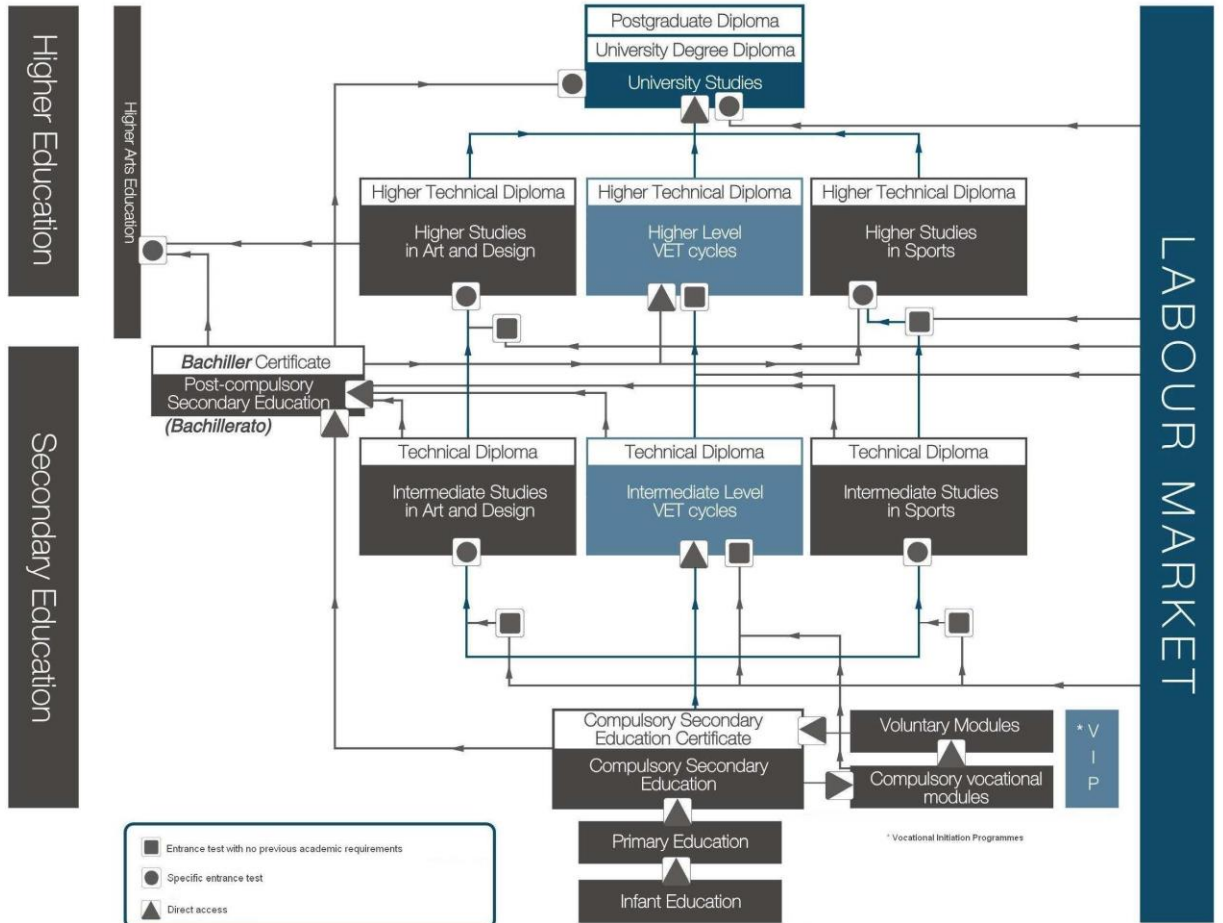 Higher Education
Secondary Education
Higher Arts Education
Postgraduate Diploma
University Degree Diploma
University Studies
Higher Technical Diploma
Higher Studies
in Art and Design
Higher Technical Diploma
Higher Level
VET cycles
Higher Technical Diploma
Higher Studies
in Sports
Bachiller Certificate
Post-compulsory
Secondary Education
(Bachillerato)
Technical Diploma
Intermediate Studies
in Art and Design
Technical Diploma
Intermediate Level
VET cycles
Technical Diploma
Intermediate Studies
in Sports
Compulsory Secondary
Education Certificate
Compulsory Secondary
Education
Voluntary Modules
Compulsory vocational
modules
* V
I
P
Primary Education
Infant Education
* Vocational Initiation Programmes
LABOUR MARKET
Entrance test with no previous academic requirements
Specific entrance test
Direct access